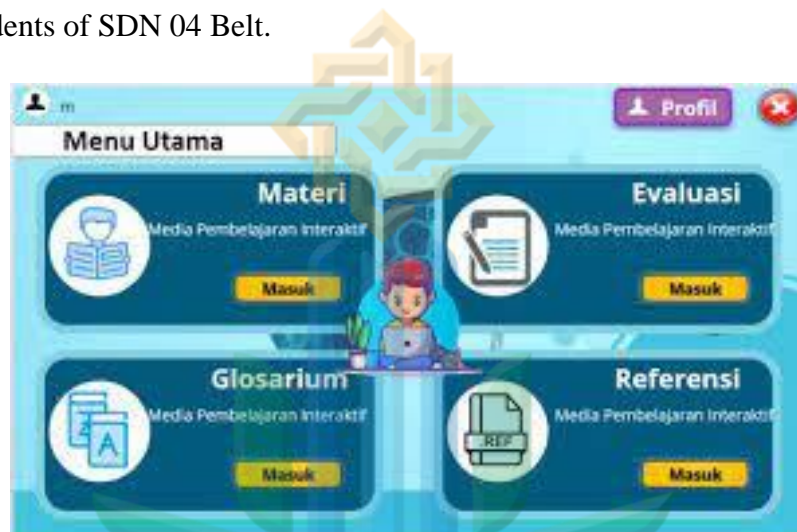 dents of SDN 04 Belt.
m
Profil
Menu Utama
Materi
Media Pembelajaran Interaktif
Masuk
Evaluasi
Media Pembelajaran Interaktif
Masuk
Glosarium
Media Pembelajaran Interaktif
Masuk
A
Referensi
Media Pembelajaran Interaktif
.REF
Masuk